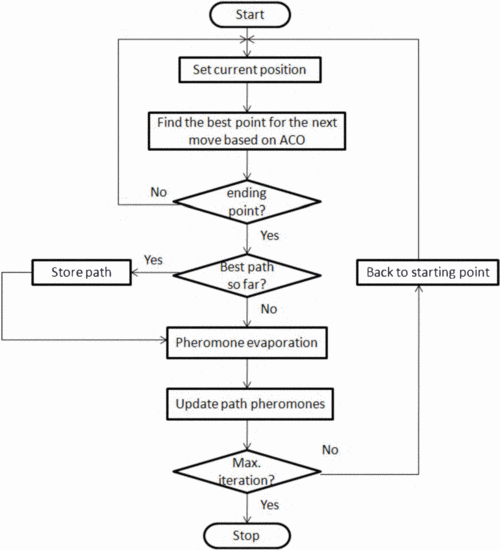 Start
Set current position
Find the best point for the next
move based on ACO
No
ending
point?
Yes
Store path
Yes
Best path
so far?
Back to starting point
No
Pheromone evaporation
Update path pheromones
No
Max.
iteration?
Yes
Stop